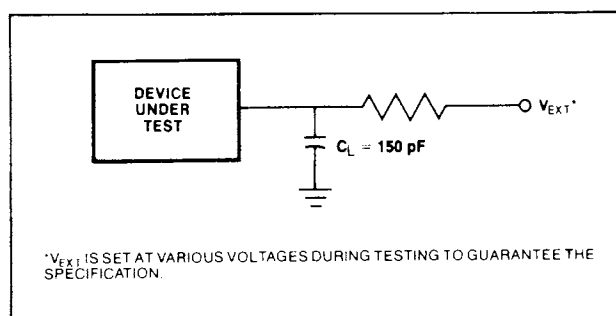 DEVICE
UNDER
TEST
V_EXT*
C_L = 150 pF
*V_EXT IS SET AT VARIOUS VOLTAGES DURING TESTING TO GUARANTEE THE
SPECIFICATION.